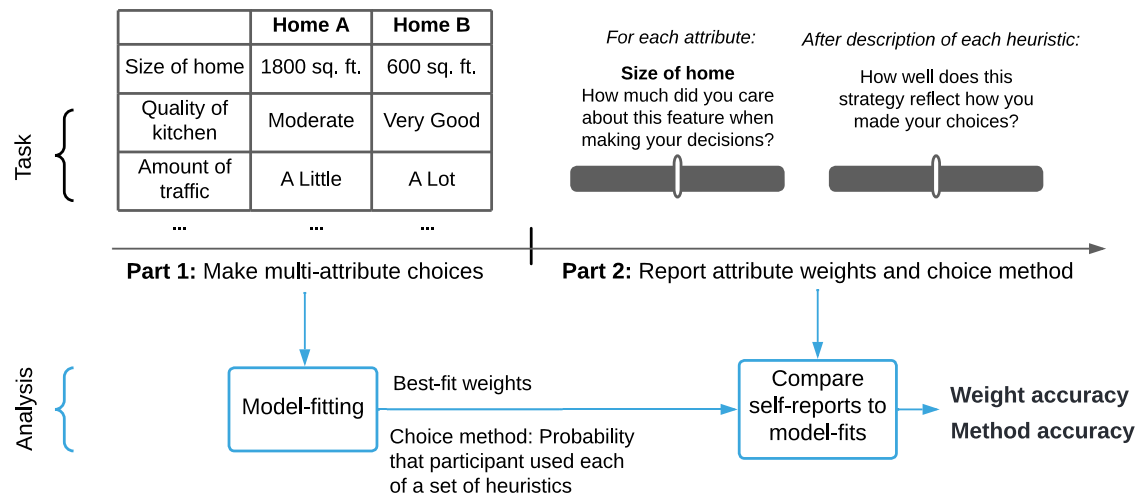 Task
Home A Home B
Size of home 1800 sq. ft. 600 sq. ft.
Quality of
kitchen
Moderate Very Good
Amount of
traffic
A Little A Lot
... ... ...
For each attribute:
Size of home
How much did you care
about this feature when
making your decisions?
After description of each heuristic:
How well does this
strategy reflect how you
made your choices?
Part 1: Make multi-attribute choices
Part 2: Report attribute weights and choice method
Analysis
Model-fitting
Best-fit weights
Choice method: Probability
that participant used each
of a set of heuristics
Compare
self-reports to
model-fits
Weight accuracy
Method accuracy